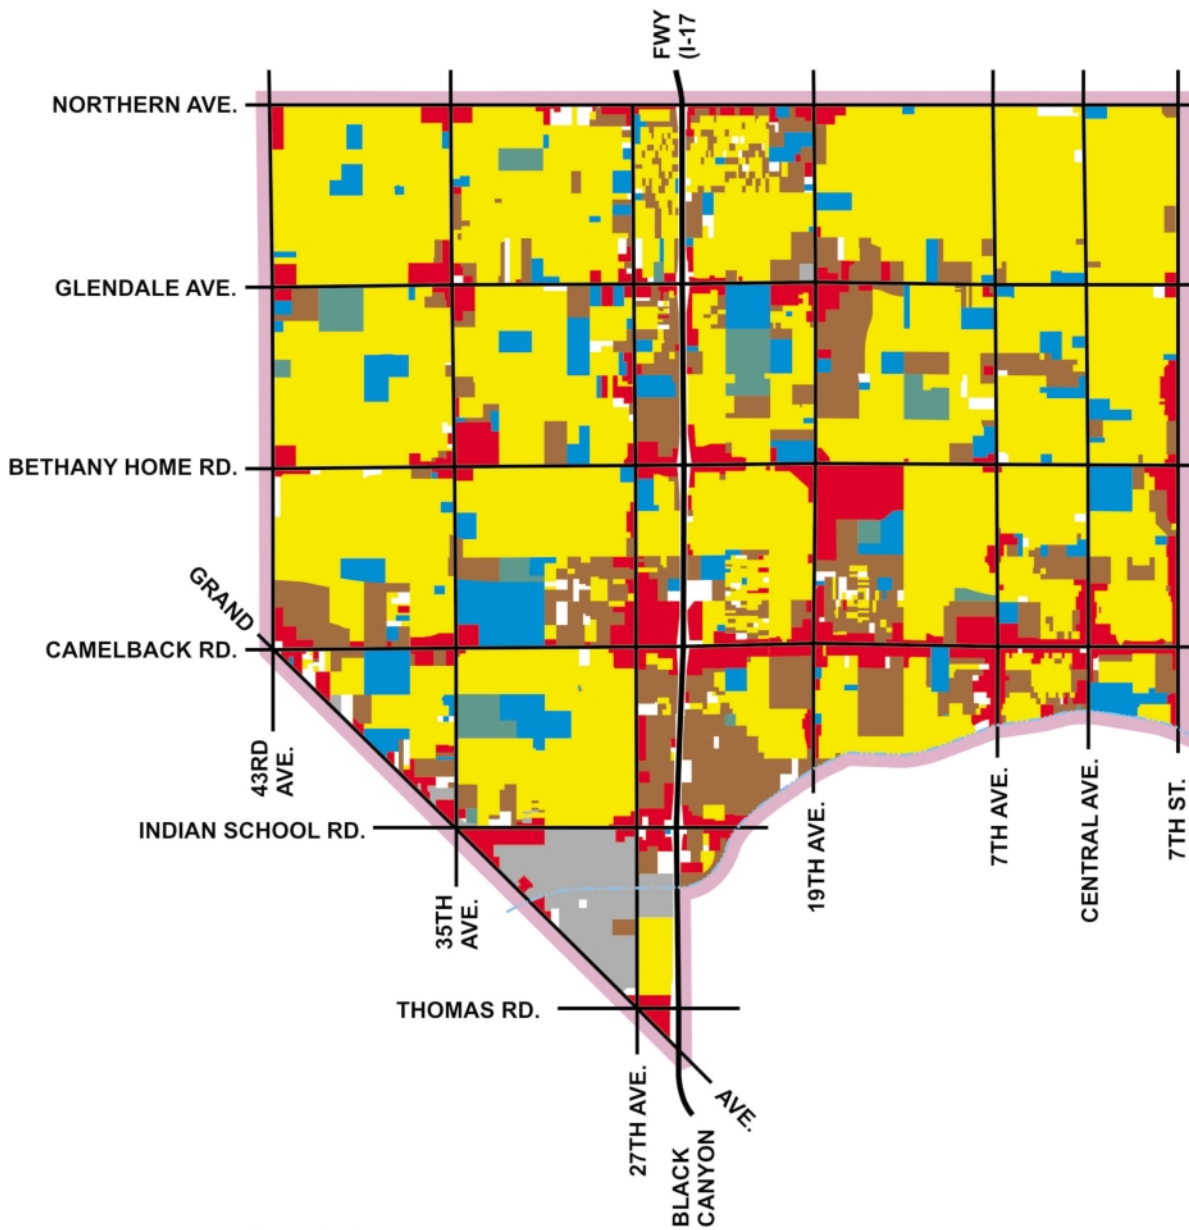 FWY
(I-17
NORTHERN AVE.
GLENDALE AVE.
BETHANY HOME RD.
GRAND
CAMELBACK RD.
43RD
AVE.
INDIAN SCHOOL RD.
35TH
AVE.
19TH AVE.
7TH AVE.
CENTRAL AVE.
7TH ST.
THOMAS RD.
27TH AVE.
AVE.
BLACK
CANYON